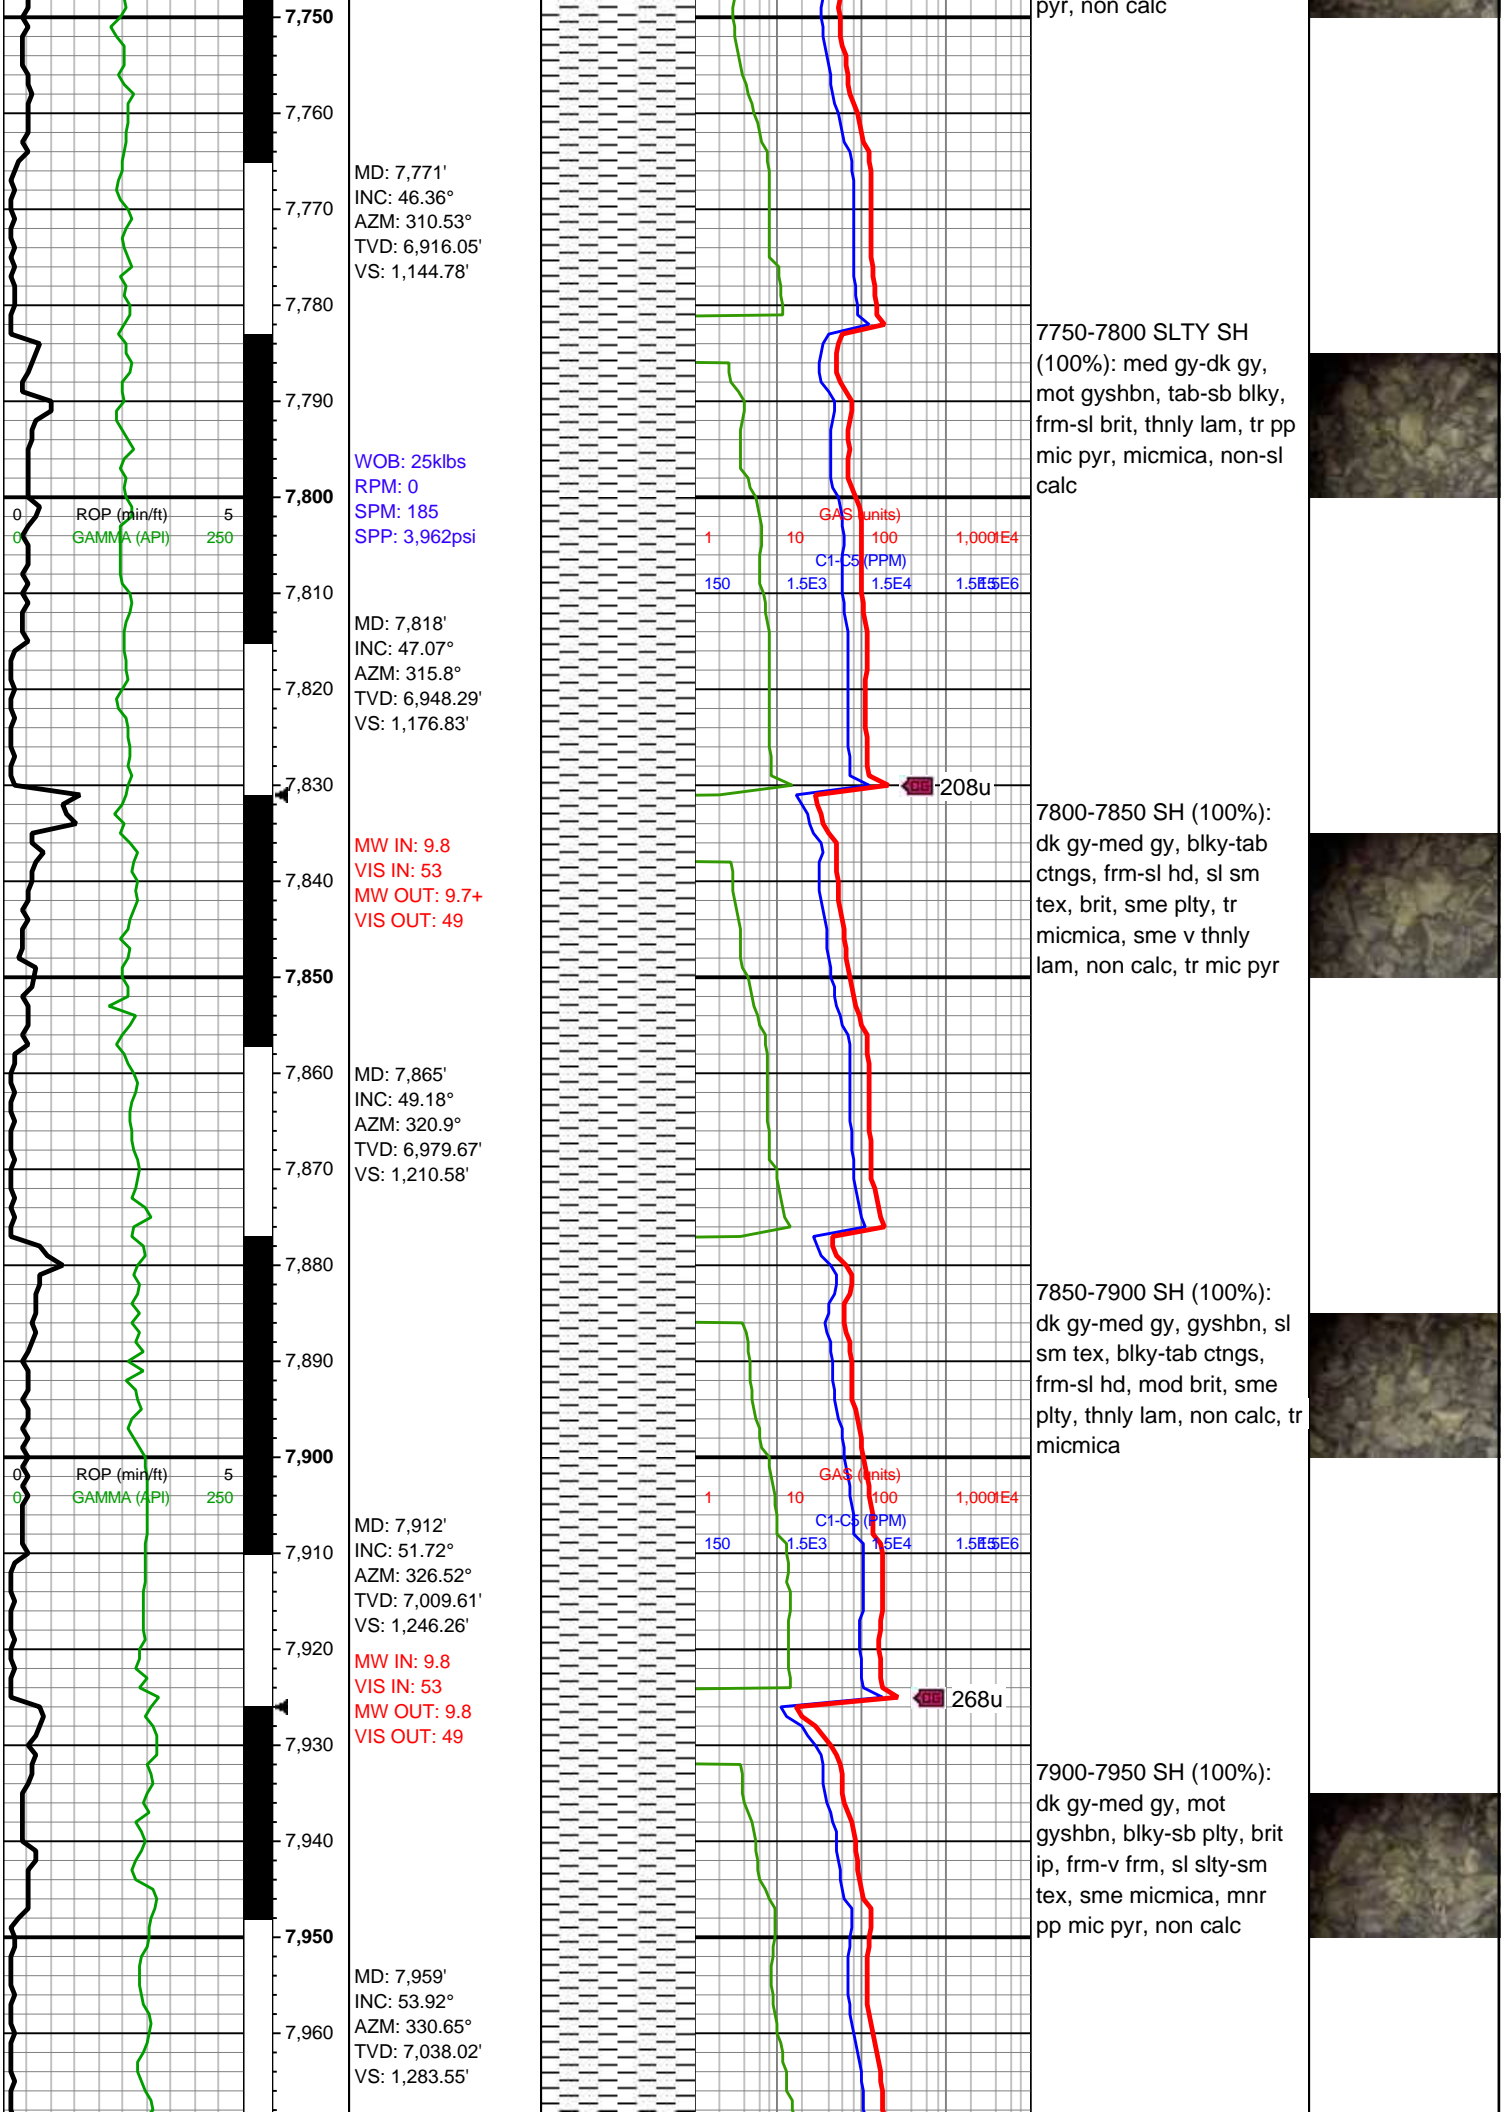 pyr, non calc
7,750
7,760
MD: 7,771'
INC: 46.36°
AZM: 310.53°
TVD: 6,916.05'
VS: 1,144.78'
7,770
7,780
7750-7800 SLTY SH
(100%): med gy-dk gy,
mot gyshbn, tab-sb blky,
frm-sl brit, thnly lam, tr pp
mic pyr, micmica, non-sl
calc
7,790
WOB: 25klbs
RPM: 0
SPM: 185
SPP: 3,962psi
7,800
0 ROP (min/ft) 5
0 GAMMA (API) 250
GAS (units)
1 10 100 1,000 1E4
C1-C5 (PPM)
150 1.5E3 1.5E4 1.5E5 1.5E6
7,810
MD: 7,818'
INC: 47.07°
AZM: 315.8°
TVD: 6,948.29'
VS: 1,176.83'
7,820
7,830
DG 208u
7800-7850 SH (100%):
dk gy-med gy, blky-tab
ctngs, frm-sl hd, sl sm
tex, brit, sme plty, tr
micmica, sme v thnly
lam, non calc, tr mic pyr
MW IN: 9.8
VIS IN: 53
MW OUT: 9.7+
VIS OUT: 49
7,840
7,850
7,860
MD: 7,865'
INC: 49.18°
AZM: 320.9°
TVD: 6,979.67'
VS: 1,210.58'
7,870
7,880
7850-7900 SH (100%):
dk gy-med gy, gyshbn, sl
sm tex, blky-tab ctngs,
frm-sl hd, mod brit, sme
plty, thnly lam, non calc, tr
micmica
7,890
7,900
0 ROP (min/ft) 5
0 GAMMA (API) 250
GAS (units)
1 10 100 1,000 1E4
C1-C5 (PPM)
150 1.5E3 1.5E4 1.5E5 1.5E6
7,910
MD: 7,912'
INC: 51.72°
AZM: 326.52°
TVD: 7,009.61'
VS: 1,246.26'
7,920
MW IN: 9.8
VIS IN: 53
MW OUT: 9.8
VIS OUT: 49
DG 268u
7,930
7900-7950 SH (100%):
dk gy-med gy, mot
gyshbn, blky-sb plty, brit
ip, frm-v frm, sl slty-sm
tex, sme micmica, mnr
pp mic pyr, non calc
7,940
7,950
MD: 7,959'
INC: 53.92°
AZM: 330.65°
TVD: 7,038.02'
VS: 1,283.55'
7,960